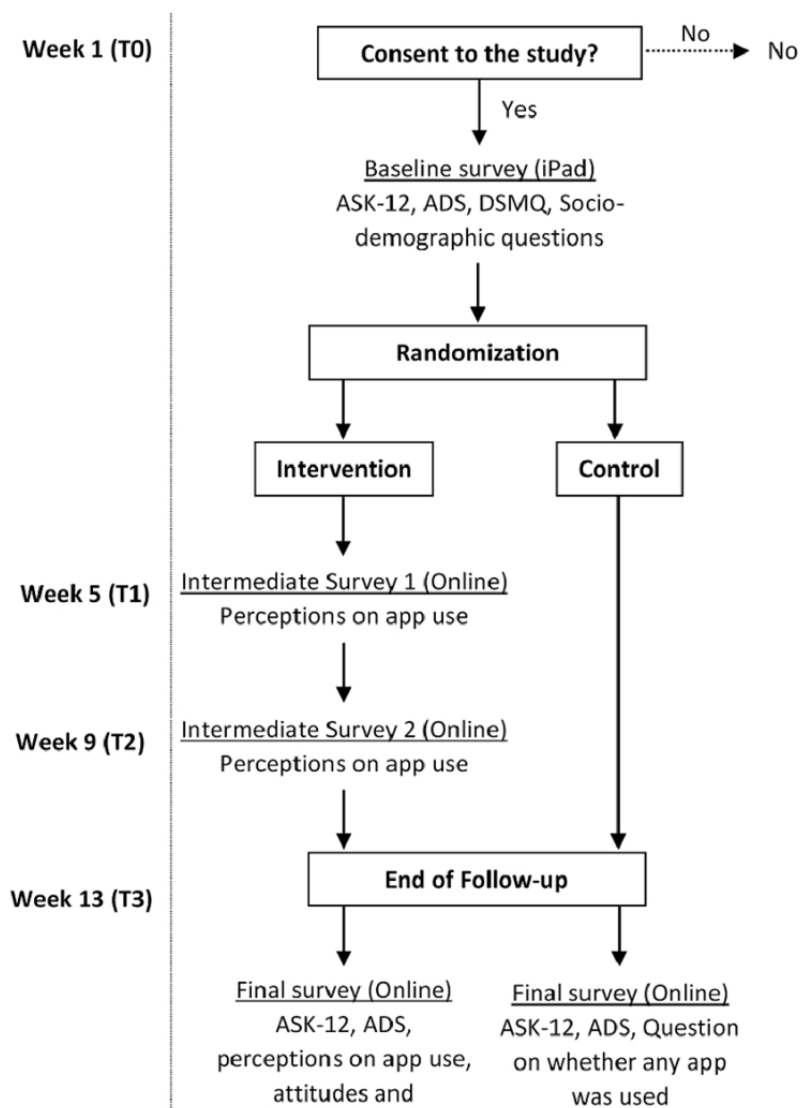 Week 1 (T0)
Consent to the study?
No
No
Yes
Baseline survey (iPad)
ASK-12, ADS, DSMQ, Socio-
demographic questions
Randomization
Intervention
Control
Week 5 (T1)
Intermediate Survey 1 (Online)
Perceptions on app use
Week 9 (T2)
Intermediate Survey 2 (Online)
Perceptions on app use
Week 13 (T3)
End of Follow-up
Final survey (Online)
ASK-12, ADS,
perceptions on app use,
attitudes and
Final survey (Online)
ASK-12, ADS, Question
on whether any app
was used